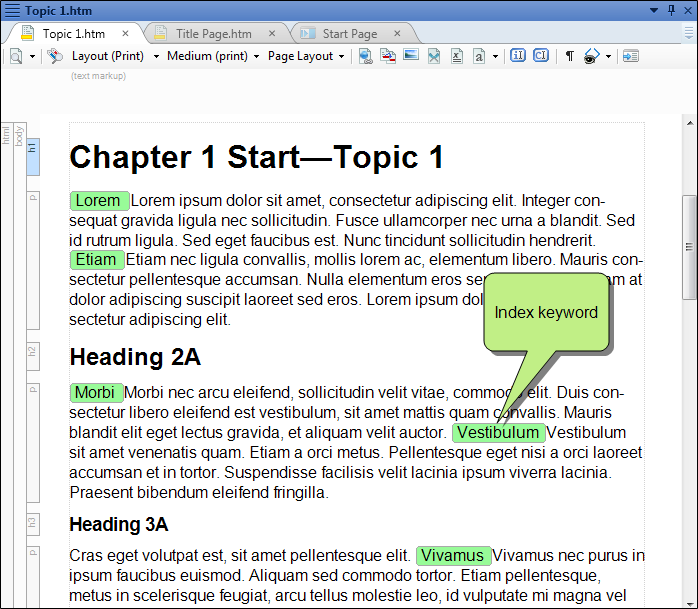 Topic 1.htm
Topic 1.htm
Title Page.htm
Start Page
Layout (Print)
Medium (print)
Page Layout
(text markup)
html
body
h1
Chapter 1 Start—Topic 1
p
Lorem Lorem ipsum dolor sit amet, consectetur adipiscing elit. Integer con-
sequat gravida ligula nec sollicitudin. Fusce ullamcorper nec urna a blandit. Sed
id rutrum ligula. Sed eget faucibus est. Nunc tincidunt sollicitudin hendrerit.
Etiam Etiam nec ligula convallis, mollis lorem ac, elementum libero. Mauris con-
sectetur pellentesque accumsan. Nulla elementum eros se am at
dolor adipiscing suscipit laoreet sed eros. Lorem ipsum dol
sectetur adipiscing elit.
Index keyword
h2
Heading 2A
p
Morbi Morbi nec arcu eleifend, sollicitudin velit vitae, commodo elit. Duis con-
sectetur libero eleifend est vestibulum, sit amet mattis quam convallis. Mauris
blandit elit eget lectus gravida, et aliquam velit auctor. Vestibulum Vestibulum
sit amet venenatis quam. Etiam a orci metus. Pellentesque eget nisi a orci laoreet
accumsan et in tortor. Suspendisse facilisis velit lacinia ipsum viverra lacinia.
Praesent bibendum eleifend fringilla.
h3
Heading 3A
p
Cras eget volutpat est, sit amet pellentesque elit. Vivamus Vivamus nec purus in
ipsum faucibus euismod. Aliquam sed commodo tortor. Etiam pellentesque,
metus in scelerisque feugiat, arcu tellus molestie leo, id vulputate mi magna vel